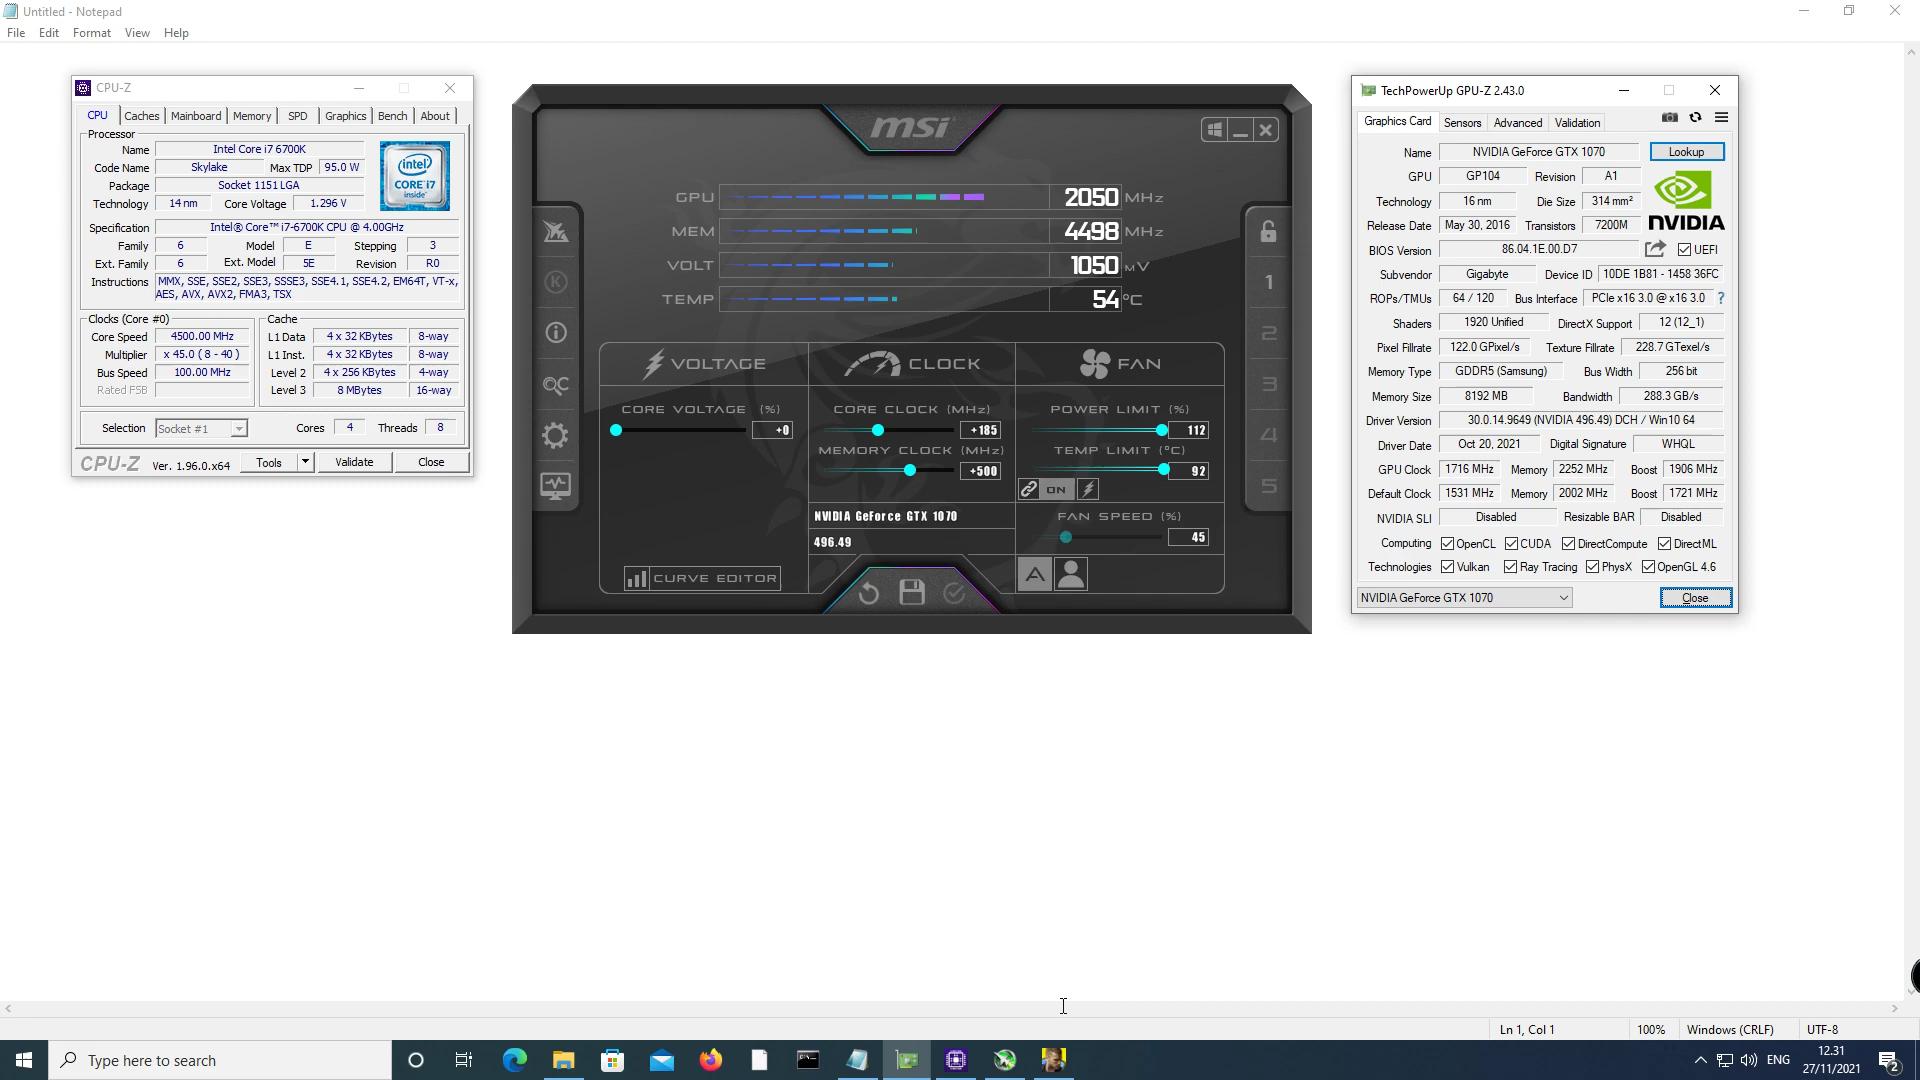 Untitled - Notepad
File Edit Format View Help
CPU-Z
CPU Caches Mainboard Memory SPD Graphics Bench About
Processor
Name Intel Core i7 6700K
Code Name Skylake Max TDP 95.0 W
Package Socket 1151 LGA
Technology 14 nm Core Voltage 1.296 V
intel CORE i7 inside
Specification Intel® Core™ i7-6700K CPU @ 4.00GHz
Family 6 Model E Stepping 3
Ext. Family 6 Ext. Model 5E Revision R0
Instructions MMX, SSE, SSE2, SSE3, SSSE3, SSE4.1, SSE4.2, EM64T, VT-x,
AES, AVX, AVX2, FMA3, TSX
Clocks (Core #0)
Core Speed 4500.00 MHz
Multiplier x 45.0 ( 8 - 40 )
Bus Speed 100.00 MHz
Rated FSB
Cache
L1 Data 4 x 32 KBytes 8-way
L1 Inst. 4 x 32 KBytes 8-way
Level 2 4 x 256 KBytes 4-way
Level 3 8 MBytes 16-way
Selection Socket #1 Cores 4 Threads 8
CPU-Z Ver. 1.96.0.x64 Tools Validate Close
msi
GPU 2050 MHz
MEM 4498 MHz
VOLT 1050 mV
TEMP 54 °C
K
OC
1
2
3
4
5
VOLTAGE
CORE VOLTAGE (%)
+0
CURVE EDITOR
CLOCK
CORE CLOCK (MHz)
+185
MEMORY CLOCK (MHz)
+500
NVIDIA GeForce GTX 1070
496.49
FAN
POWER LIMIT (%)
112
TEMP LIMIT (°C)
92
ON
FAN SPEED (%)
45
A
TechPowerUp GPU-Z 2.43.0
Graphics Card Sensors Advanced Validation
Name NVIDIA GeForce GTX 1070 Lookup
GPU GP104 Revision A1
Technology 16 nm Die Size 314 mm²
NVIDIA
Release Date May 30, 2016 Transistors 7200M
BIOS Version 86.04.1E.00.D7 UEFI
Subvendor Gigabyte Device ID 10DE 1B81 - 1458 36FC
ROPs/TMUs 64 / 120 Bus Interface PCIe x16 3.0 @ x16 3.0 ?
Shaders 1920 Unified DirectX Support 12 (12_1)
Pixel Fillrate 122.0 GPixel/s Texture Fillrate 228.7 GTexel/s
Memory Type GDDR5 (Samsung) Bus Width 256 bit
Memory Size 8192 MB Bandwidth 288.3 GB/s
Driver Version 30.0.14.9649 (NVIDIA 496.49) DCH / Win10 64
Driver Date Oct 20, 2021 Digital Signature WHQL
GPU Clock 1716 MHz Memory 2252 MHz Boost 1906 MHz
Default Clock 1531 MHz Memory 2002 MHz Boost 1721 MHz
NVIDIA SLI Disabled Resizable BAR Disabled
Computing OpenCL CUDA DirectCompute DirectML
Technologies Vulkan Ray Tracing PhysX OpenGL 4.6
NVIDIA GeForce GTX 1070 Close
Ln 1, Col 1 100% Windows (CRLF) UTF-8
Type here to search
ENG
12.31
27/11/2021
2